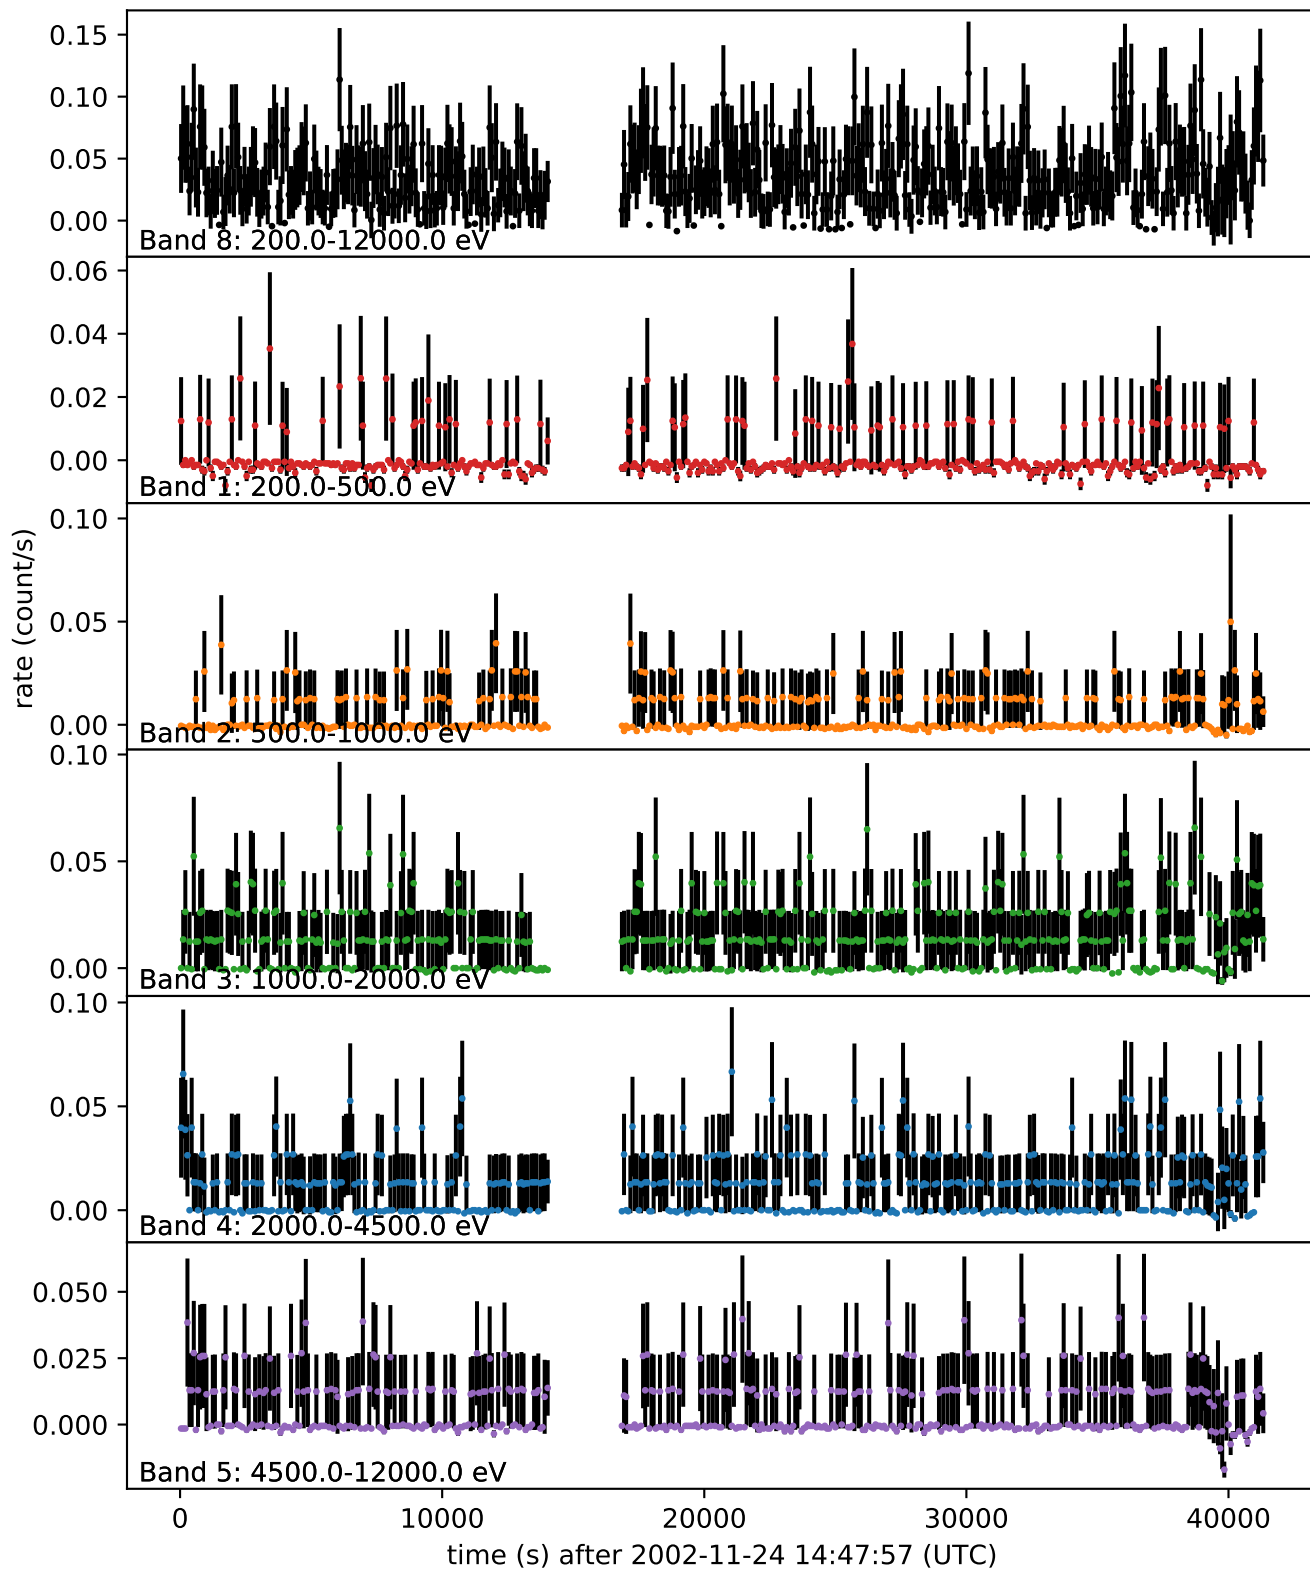 0.15
0.10
0.05
0.00
Band 8: 200.0-12000.0 eV
0.06
0.04
0.02
0.00
Band 1: 200.0-500.0 eV
0.10
0.05
0.00
Band 2: 500.0-1000.0 eV
rate (count/s)
0.10
0.05
0.00
Band 3: 1000.0-2000.0 eV
0.10
0.05
0.00
Band 4: 2000.0-4500.0 eV
0.050
0.025
0.000
Band 5: 4500.0-12000.0 eV
0 10000 20000 30000 40000
time (s) after 2002-11-24 14:47:57 (UTC)